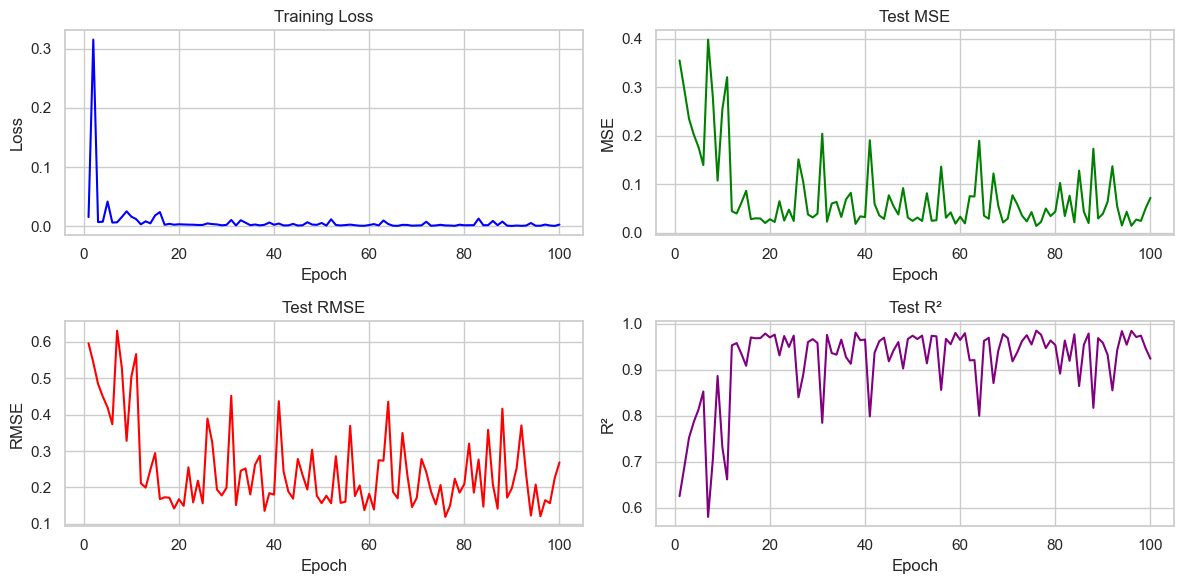 Training Loss
Loss
0.3
0.2
0.1
0.0
0 20 40 60 80 100
Epoch
Test MSE
MSE
0.4
0.3
0.2
0.1
0.0
0 20 40 60 80 100
Epoch
Test RMSE
RMSE
0.6
0.5
0.4
0.3
0.2
0.1
0 20 40 60 80 100
Epoch
Test R²
R²
1.0
0.9
0.8
0.7
0.6
0 20 40 60 80 100
Epoch